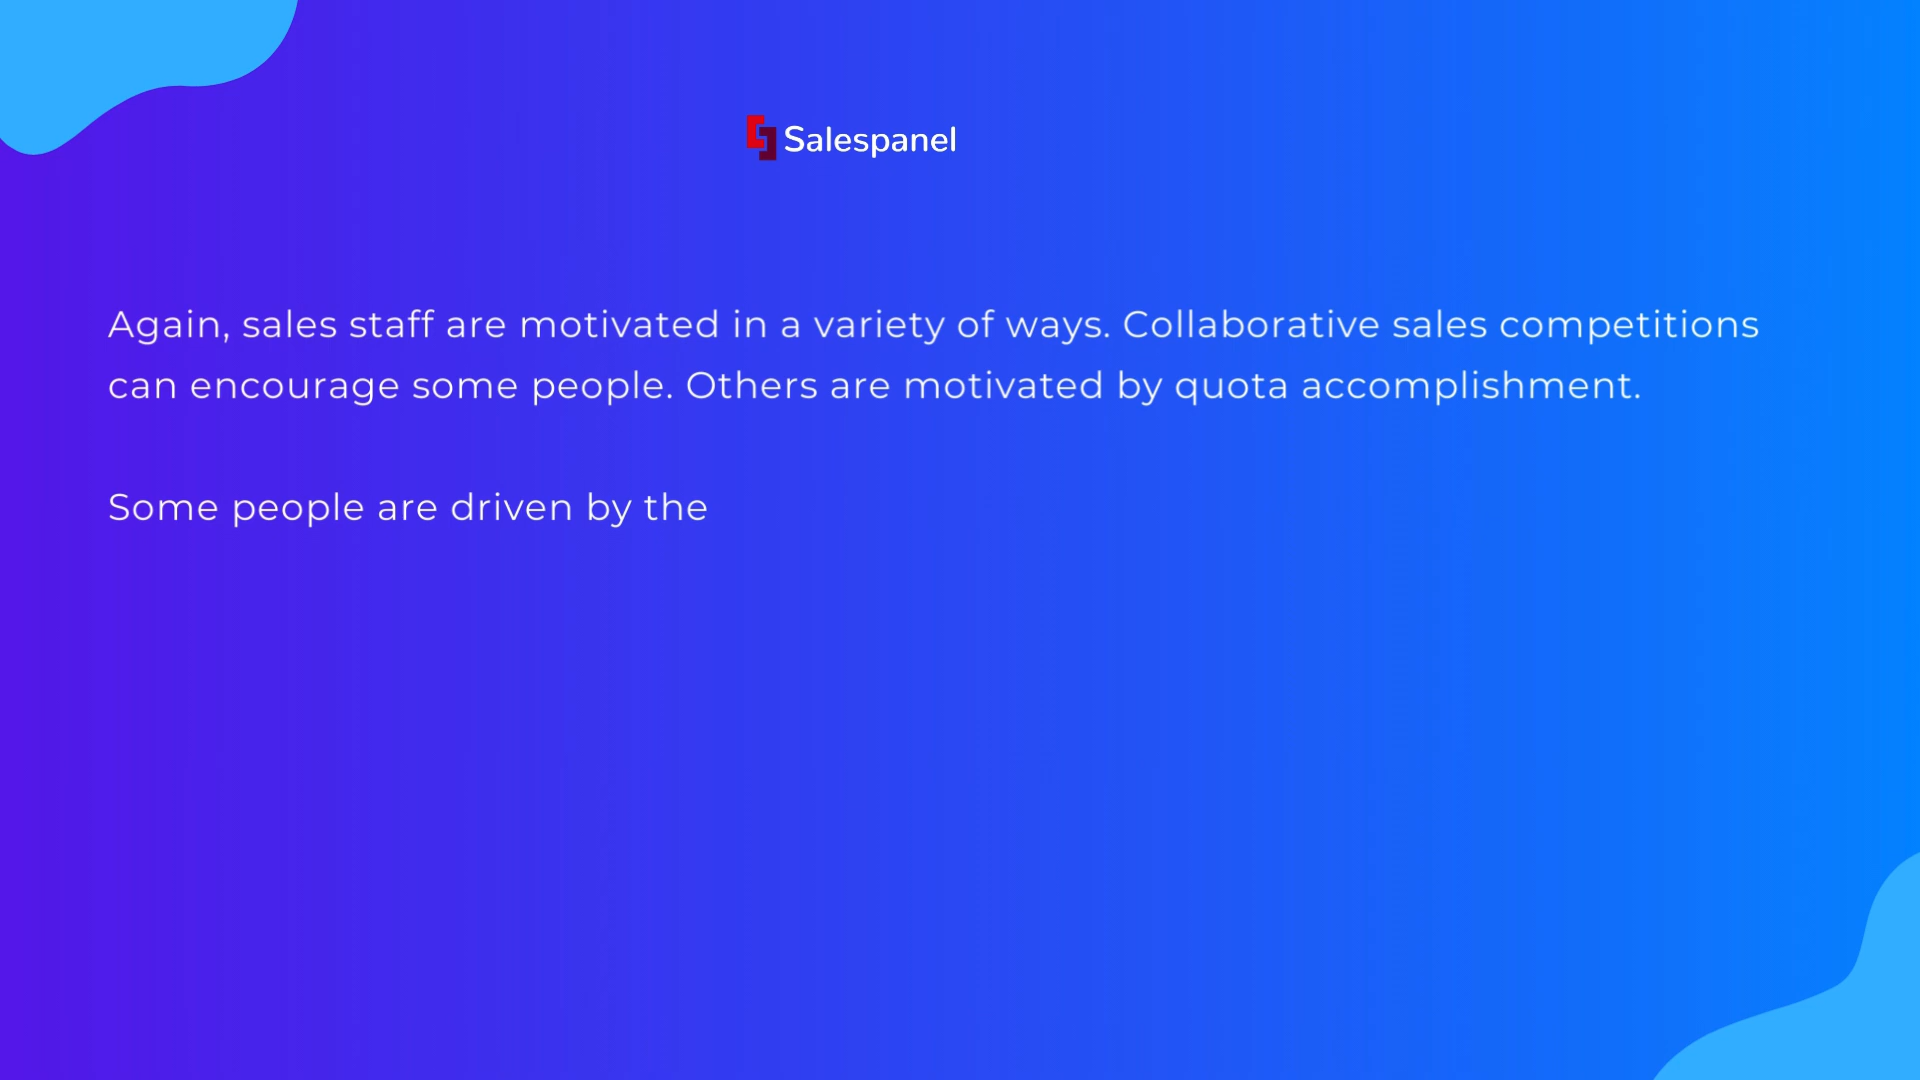 Salespanel
Again, sales staff are motivated in a variety of ways. Collaborative sales competitions
can encourage some people. Others are motivated by quota accomplishment.
Some people are driven by the